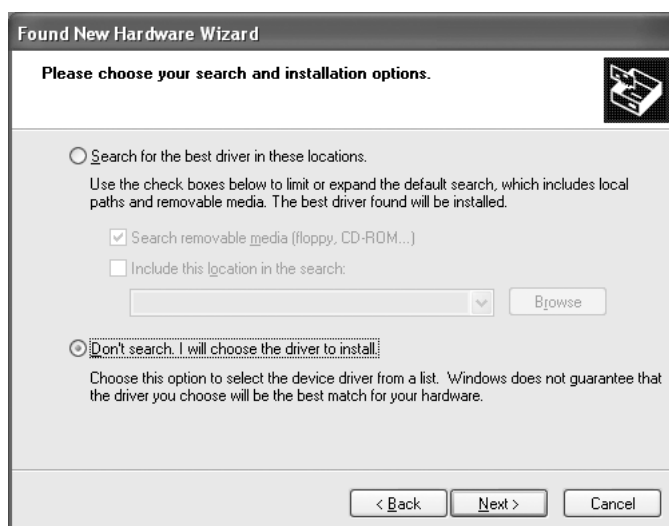 Found New Hardware Wizard
Please choose your search and installation options.
Search for the best driver in these locations.
Use the check boxes below to limit or expand the default search, which includes local
paths and removable media. The best driver found will be installed.
Search removable media (floppy, CD-ROM...)
Include this location in the search:
Browse
Don't search. I will choose the driver to install.
Choose this option to select the device driver from a list. Windows does not guarantee that
the driver you choose will be the best match for your hardware.
< Back Next > Cancel